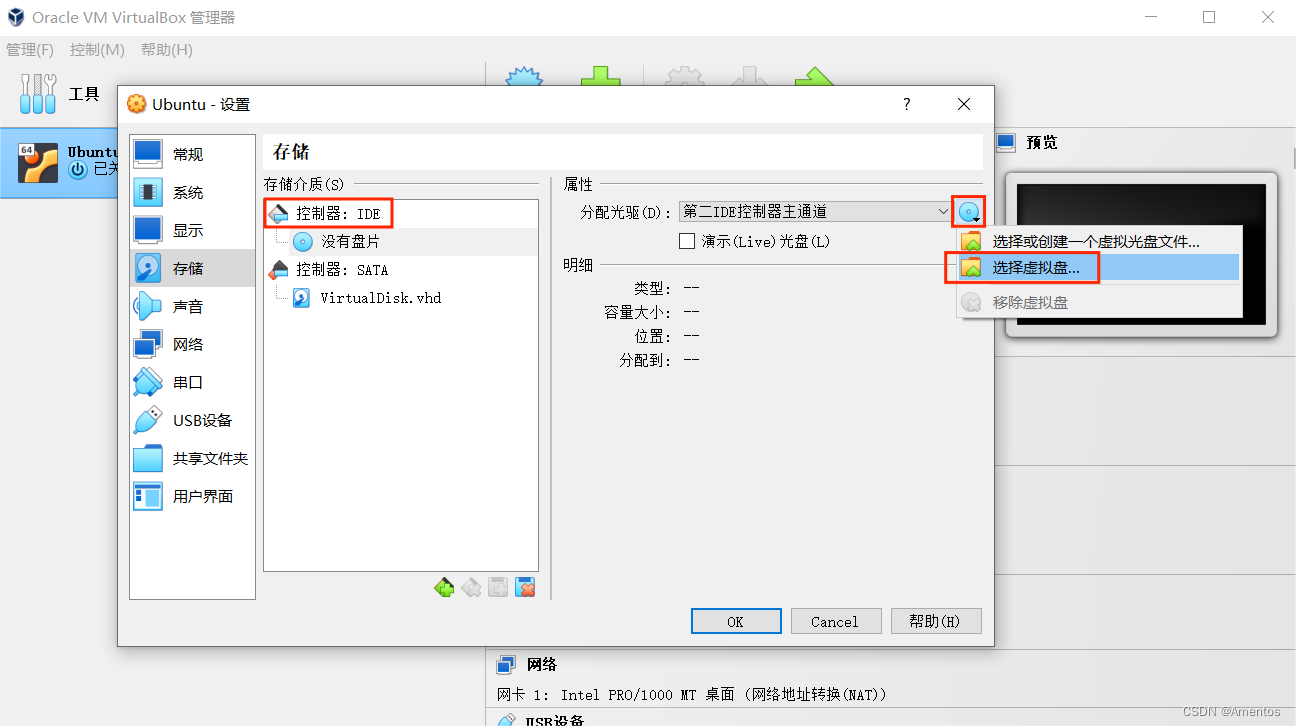 Oracle VM VirtualBox 管理器
管理(F) 控制(M) 帮助(H)
工具
Ubuntu - 设置
?
64
Ubuntu
已关
预览
常规
系统
显示
存储
声音
网络
串口
USB设备
共享文件夹
用户界面
存储
存储介质(S)
控制器: IDE
没有盘片
控制器: SATA
VirtualDisk.vhd
属性
分配光驱(D): 第二IDE控制器主通道
演示(Live)光盘(L)
明细
类型: --
容量大小: --
位置: --
分配到: --
选择或创建一个虚拟光盘文件...
选择虚拟盘...
移除虚拟盘
OK Cancel 帮助(H)
网络
网卡 1: Intel PRO/1000 MT 桌面 (网络地址转换(NAT))
USB设备
CSDN @Amentos